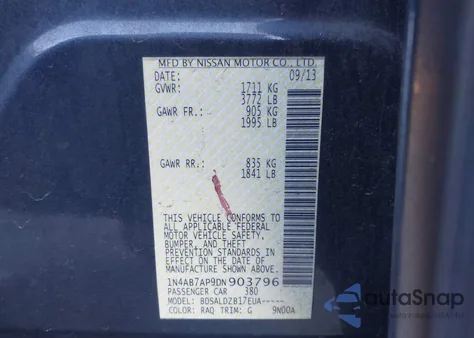 MFD BY NISSAN MOTOR CO., LTD.
DATE: 09/13
GVWR: 1711 KG
3772 LB
GAWR FR.: 905 KG
1995 LB
GAWR RR.: 835 KG
1841 LB
THIS VEHICLE CONFORMS TO
ALL APPLICABLE FEDERAL
MOTOR VEHICLE SAFETY,
BUMPER, AND THEFT
PREVENTION STANDARDS IN
EFFECT ON THE DATE OF
MANUFACTURE SHOWN ABOVE.
1N4AB7AP9DN903796
PASSENGER CAR 380
MODEL: BDSALDZB17EUA-----
COLOR: RAQ TRIM: G 9N00A
autoSnap